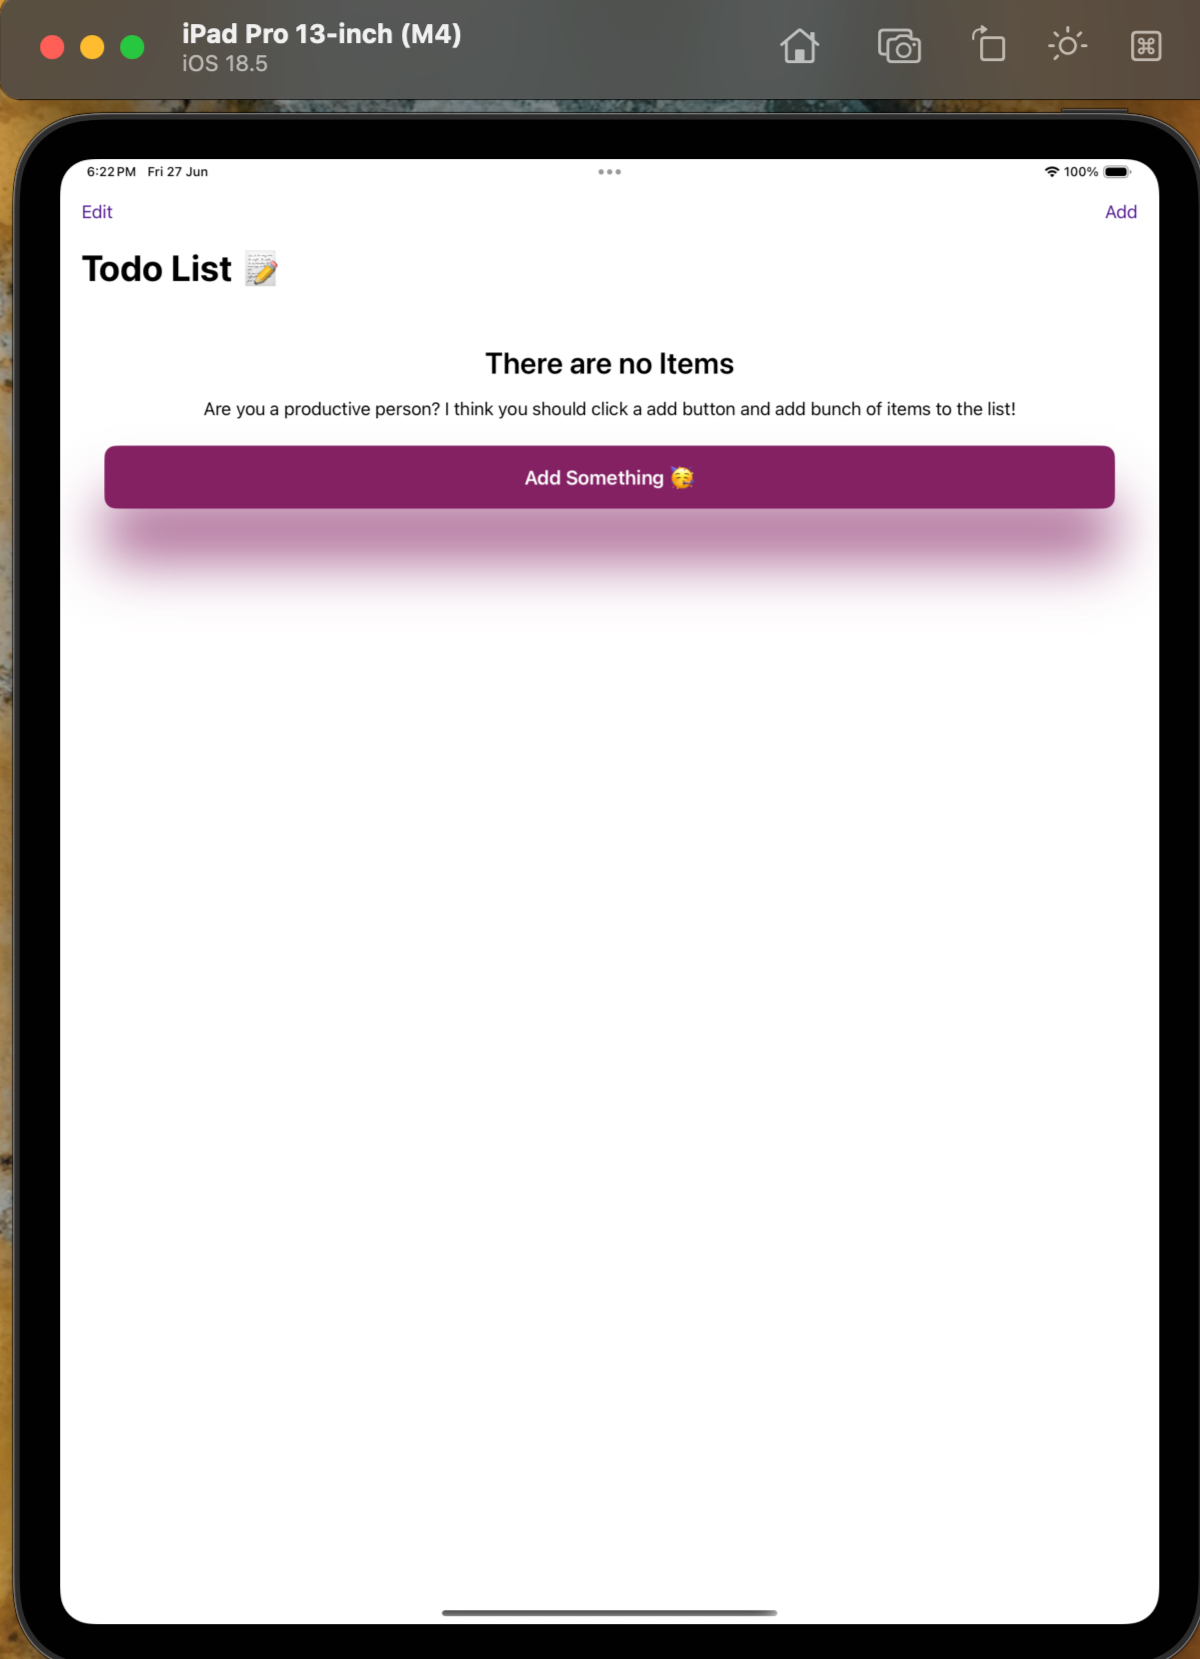 iPad Pro 13-inch (M4)
iOS 18.5
6:22 PM Fri 27 Jun
100%
Edit
Add
Todo List 📝
There are no Items
Are you a productive person? I think you should click a add button and add bunch of items to the list!
Add Something 🥳